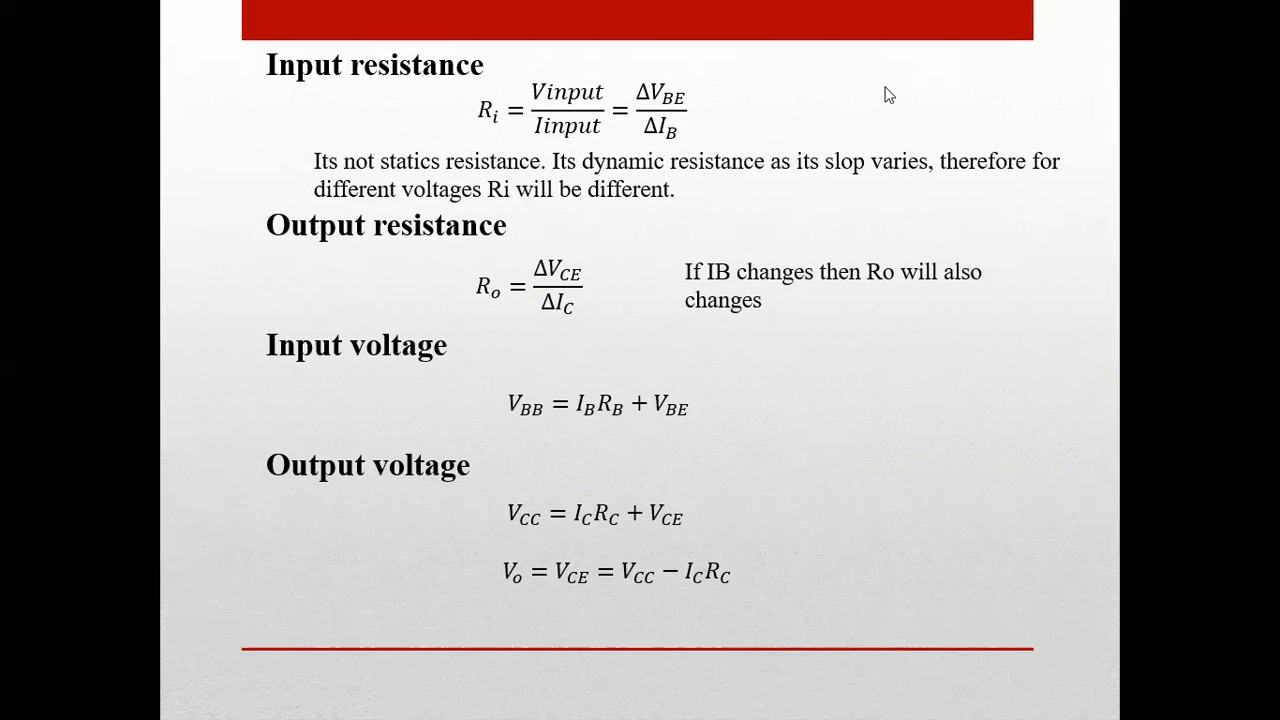 Input resistance
R_i = Vinput/Iinput = ΔV_BE/ΔI_B
Its not statics resistance. Its dynamic resistance as its slop varies, therefore for
different voltages Ri will be different.
Output resistance
R_o = ΔV_CE/ΔI_C
If IB changes then Ro will also
changes
Input voltage
V_BB = I_B R_B + V_BE
Output voltage
V_CC = I_C R_C + V_CE
V_o = V_CE = V_CC − I_C R_C